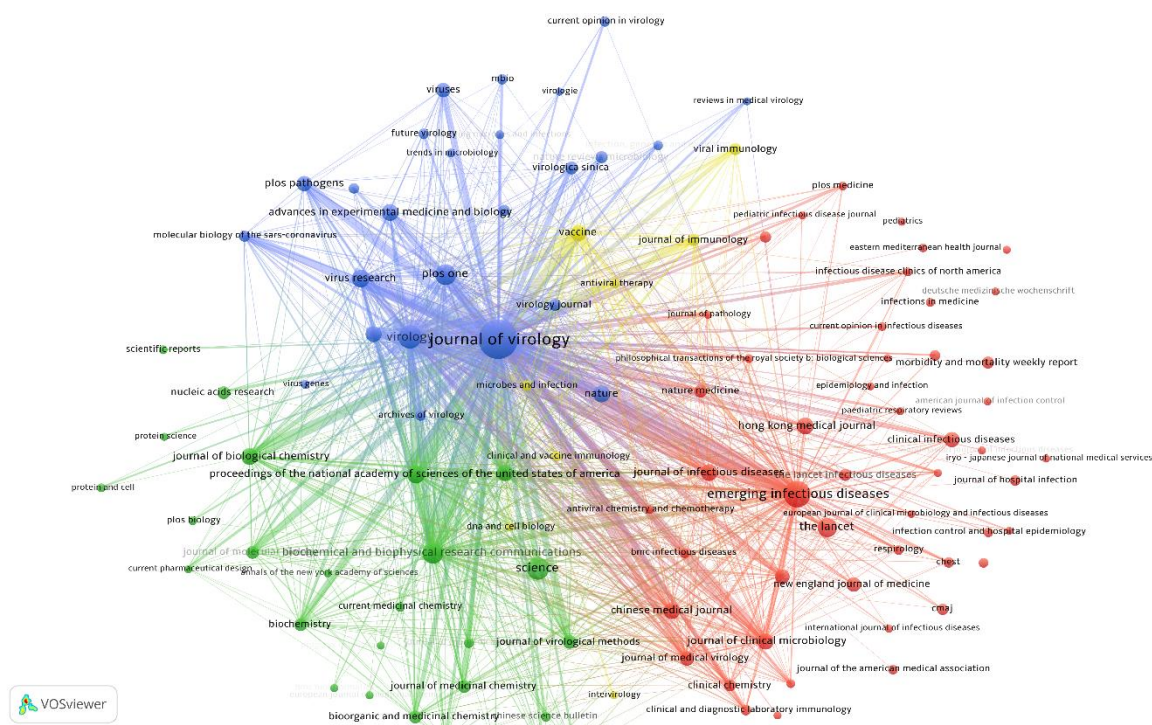 current opinion in virology
mbio
viruses
virologie
reviews in medical virology
future virology
trends in microbiology
viral immunology
nature reviews microbiology
virologica sinica
plos pathogens
plos medicine
advances in experimental medicine and biology
pediatric infectious disease journal
pediatrics
molecular biology of the sars-coronavirus
vaccine
journal of immunology
eastern mediterranean health journal
virus research
plos one
infectious disease clinics of north america
antiviral therapy
deutsche medizinische wochenschrift
virology journal
infections in medicine
journal of pathology
current opinion in infectious diseases
virology
journal of virology
scientific reports
philosophical transactions of the royal society b: biological sciences
morbidity and mortality weekly report
virus genes
microbes and infection
nucleic acids research
nature
nature medicine
epidemiology and infection
american journal of infection control
archives of virology
paediatric respiratory reviews
hong kong medical journal
protein science
clinical infectious diseases
journal of biological chemistry
clinical and vaccine immunology
iryo - japanese journal of national medical services
proceedings of the national academy of sciences of the united states of america
journal of infectious diseases
the lancet infectious diseases
journal of hospital infection
protein and cell
emerging infectious diseases
antiviral chemistry and chemotherapy
european journal of clinical microbiology and infectious diseases
plos biology
dna and cell biology
the lancet
infection control and hospital epidemiology
journal of molecular
biochemical and biophysical research communications
bmc infectious diseases
respirology
current pharmaceutical design
annals of the new york academy of sciences
science
chest
new england journal of medicine
current medicinal chemistry
chinese medical journal
cmaj
biochemistry
international journal of infectious diseases
journal of virological methods
journal of clinical microbiology
journal of medical virology
journal of the american medical association
journal of medicinal chemistry
clinical chemistry
intervirology
bioorganic and medicinal chemistry
chinese science bulletin
clinical and diagnostic laboratory immunology
VOSviewer